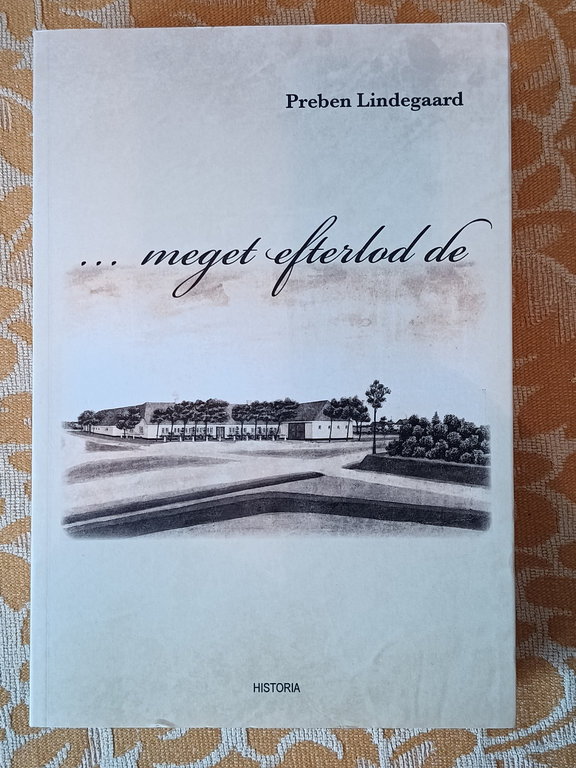 Preben Lindegaard
... meget efterlod de
HISTORIA